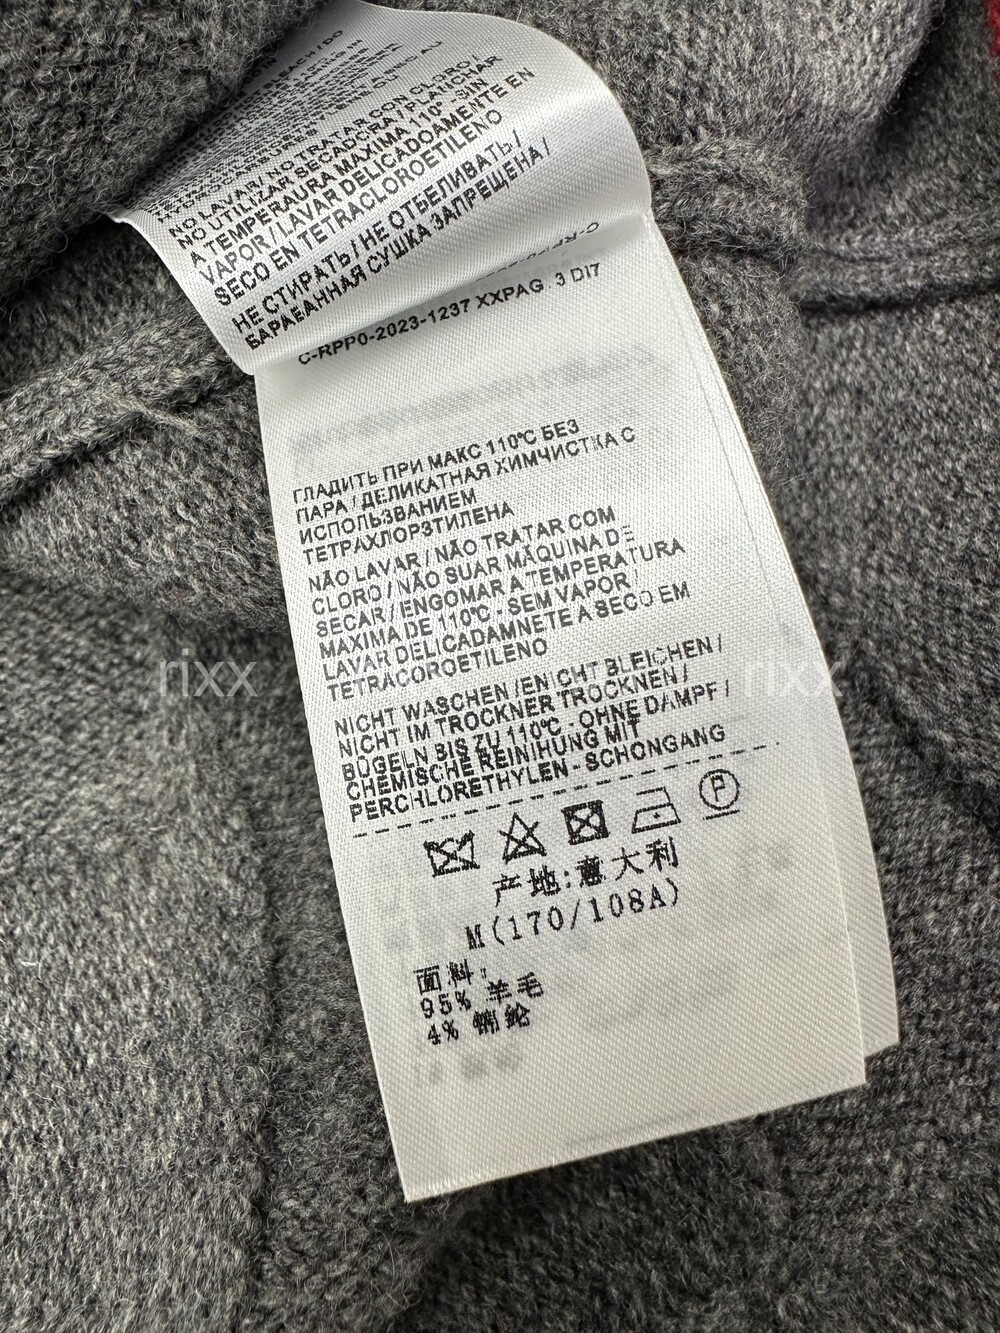 NO LAVAR / NO TRATAR CON CLORO /
NO UTILIZAR SECADORA / PLANCHAR
A TEMPERAURA MAXIMA 110° SIN
VAPOR / LAVAR DELICADOAMENTE EN
SECO EN TETRACLOROETILENO
НЕ СТИРАТЬ / НЕ ОТБЕЛИВАТЬ /
БАРАБАННАЯ СУШКА ЗАПРЕЩЕНА /
C-RPP0-2023-1237 XXPAG. 3 DI7
ГЛАДИТЬ ПРИ МАКС 110°C БЕЗ
ПАРА / ДЕЛИКАТНАЯ ХИМЧИСТКА С
ИСПОЛЬЗВАНИЕМ
ТЕТРАХЛОРЗТИЛЕНА
NÃO LAVAR / NÃO TRATAR COM
CLORO / NÃO SUAR MÁQUINA DE
SECAR / ENGOMAR A TEMPERATURA
MAXIMA DE 110°C - SEM VAPOR /
LAVAR DELICADAMNETE A SECO EM
TETRACOROETILENO
NICHT WASCHEN /EN ICHT BLEICHEN /
NICHT IM TROCKNER TROCKNEN /
BÜGELN BIS ZU 110°C - OHNE DAMPF /
CHEMISCHE REINIHUNG MIT
PERCHLORETHYLEN - SCHONGANG
P
产地:意大利
M(170/108A)
面料:
95% 羊毛
4% 锦纶
rixx
rixx